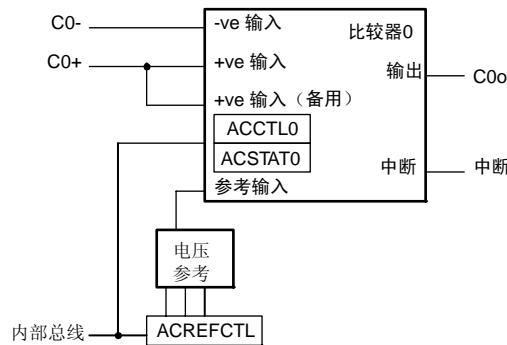 C0-
-ve 输入
比较器0
C0+
+ve 输入
输出
C0o
+ve 输入（备用）
ACCTL0
ACSTAT0
中断
中断
参考输入
电压
参考
内部总线
ACREFCTL